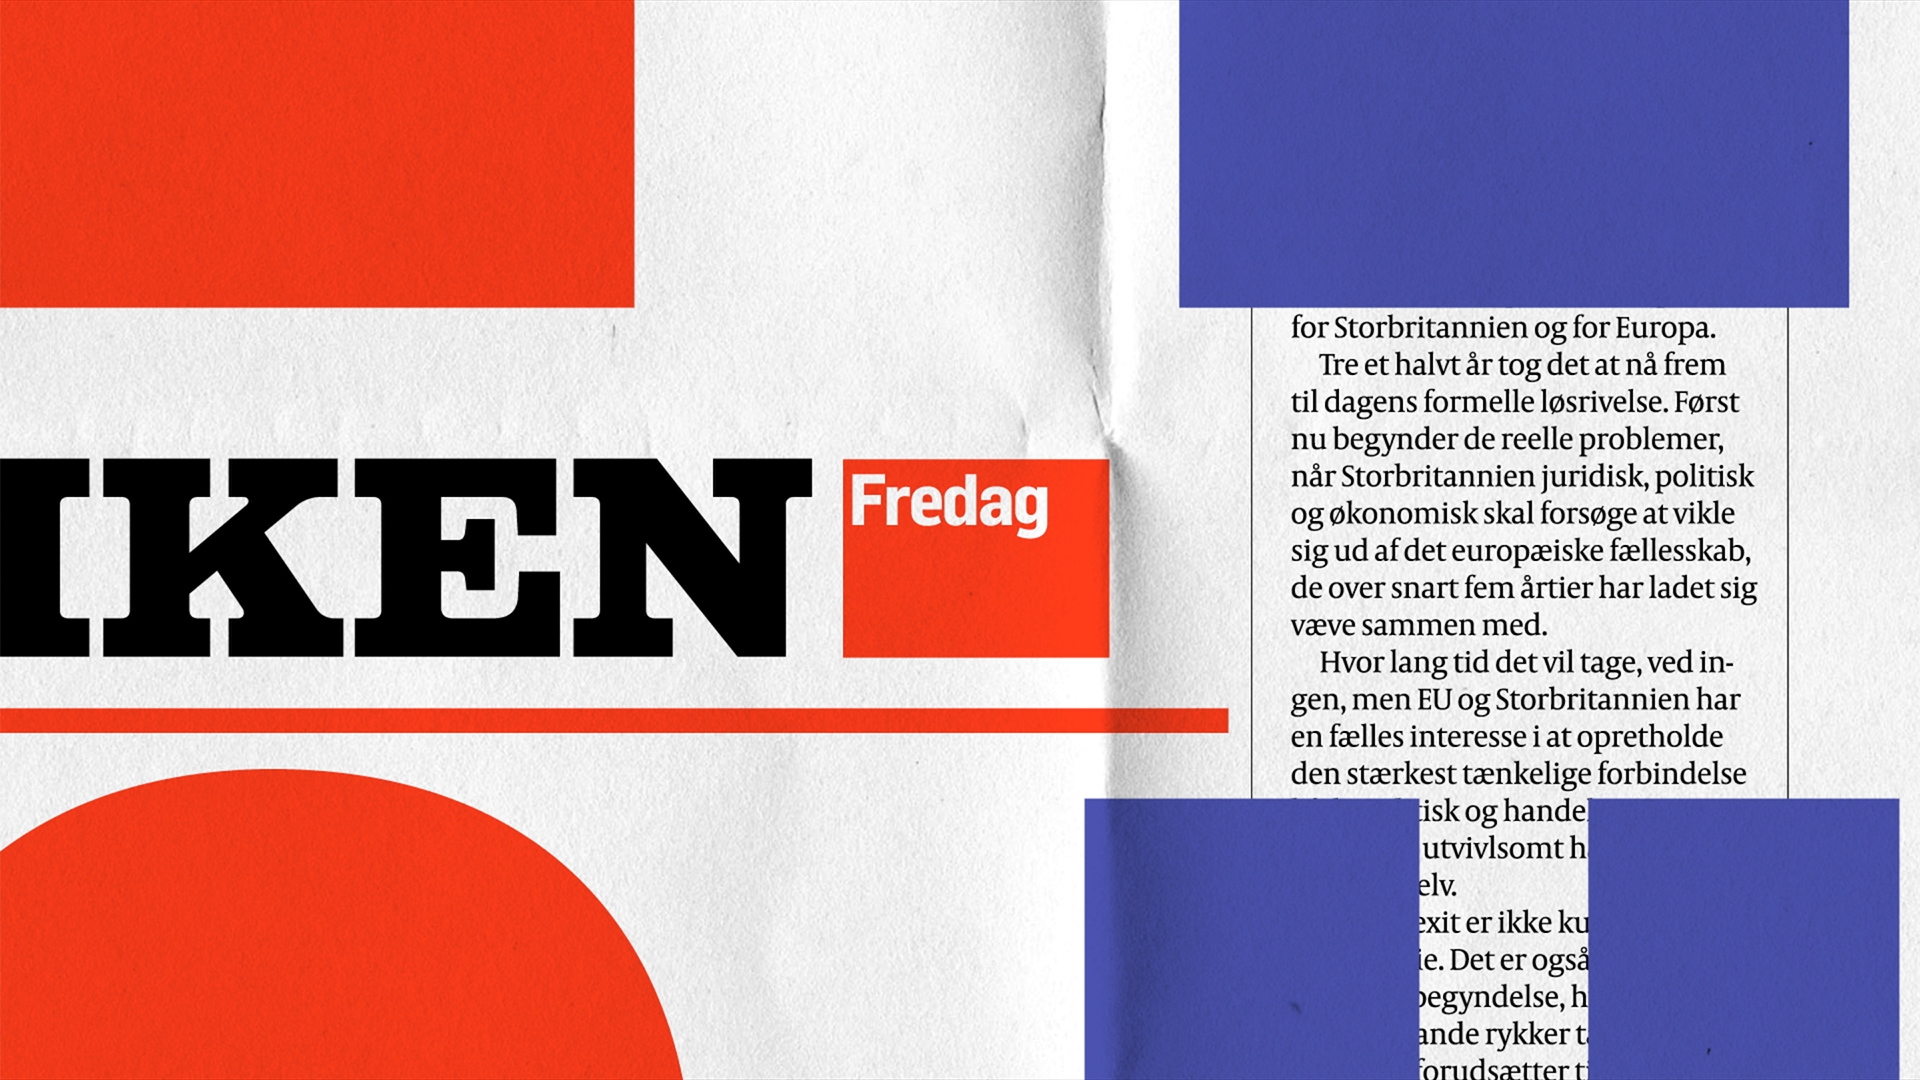 IKEN
Fredag
for Storbritannien og for Europa.
Tre et halvt år tog det at nå frem
til dagens formelle løsrivelse. Først
nu begynder de reelle problemer,
når Storbritannien juridisk, politisk
og økonomisk skal forsøge at vikle
sig ud af det europæiske fællesskab,
de over snart fem årtier har ladet sig
væve sammen med.
Hvor lang tid det vil tage, ved in-
gen, men EU og Storbritannien har
en fælles interesse i at opretholde
den stærkest tænkelige forbindelse
tisk og handel
utvivlsomt h
elv.
exit er ikke ku
ie. Det er også
begyndelse, h
ande rykker t
forudsætter ti